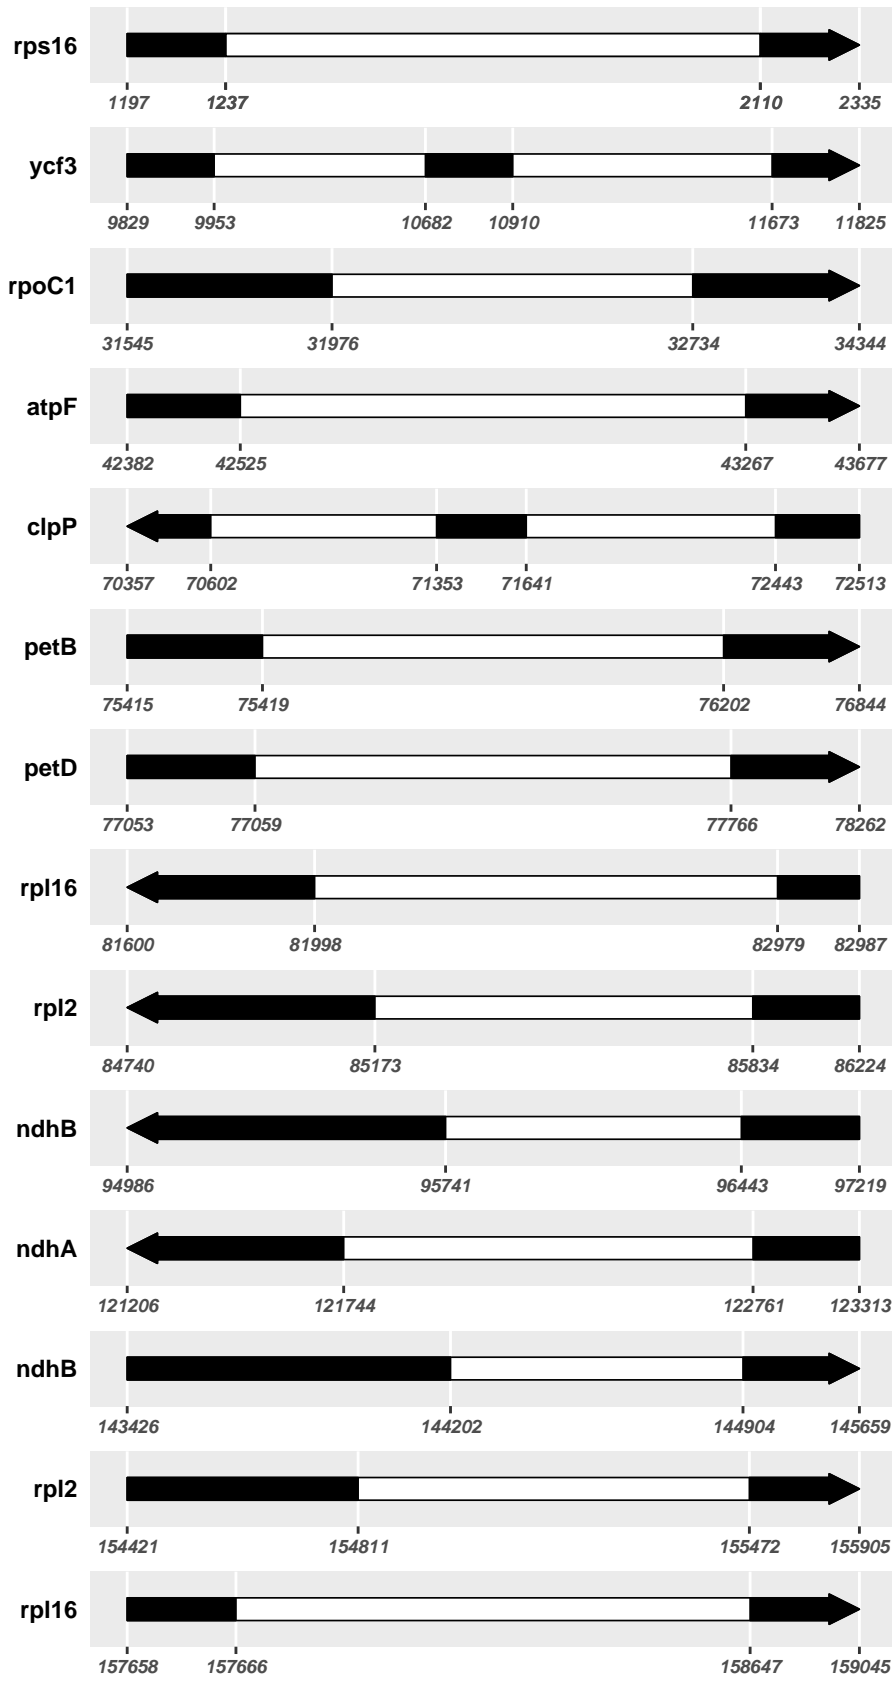 rps16
1197 1237 2110 2335
ycf3
9829 9953 10682 10910 11673 11825
rpoC1
31545 31976 32734 34344
atpF
42382 42525 43267 43677
clpP
70357 70602 71353 71641 72443 72513
petB
75415 75419 76202 76844
petD
77053 77059 77766 78262
rpl16
81600 81998 82979 82987
rpl2
84740 85173 85834 86224
ndhB
94986 95741 96443 97219
ndhA
121206 121744 122761 123313
ndhB
143426 144202 144904 145659
rpl2
154421 154811 155472 155905
rpl16
157658 157666 158647 159045